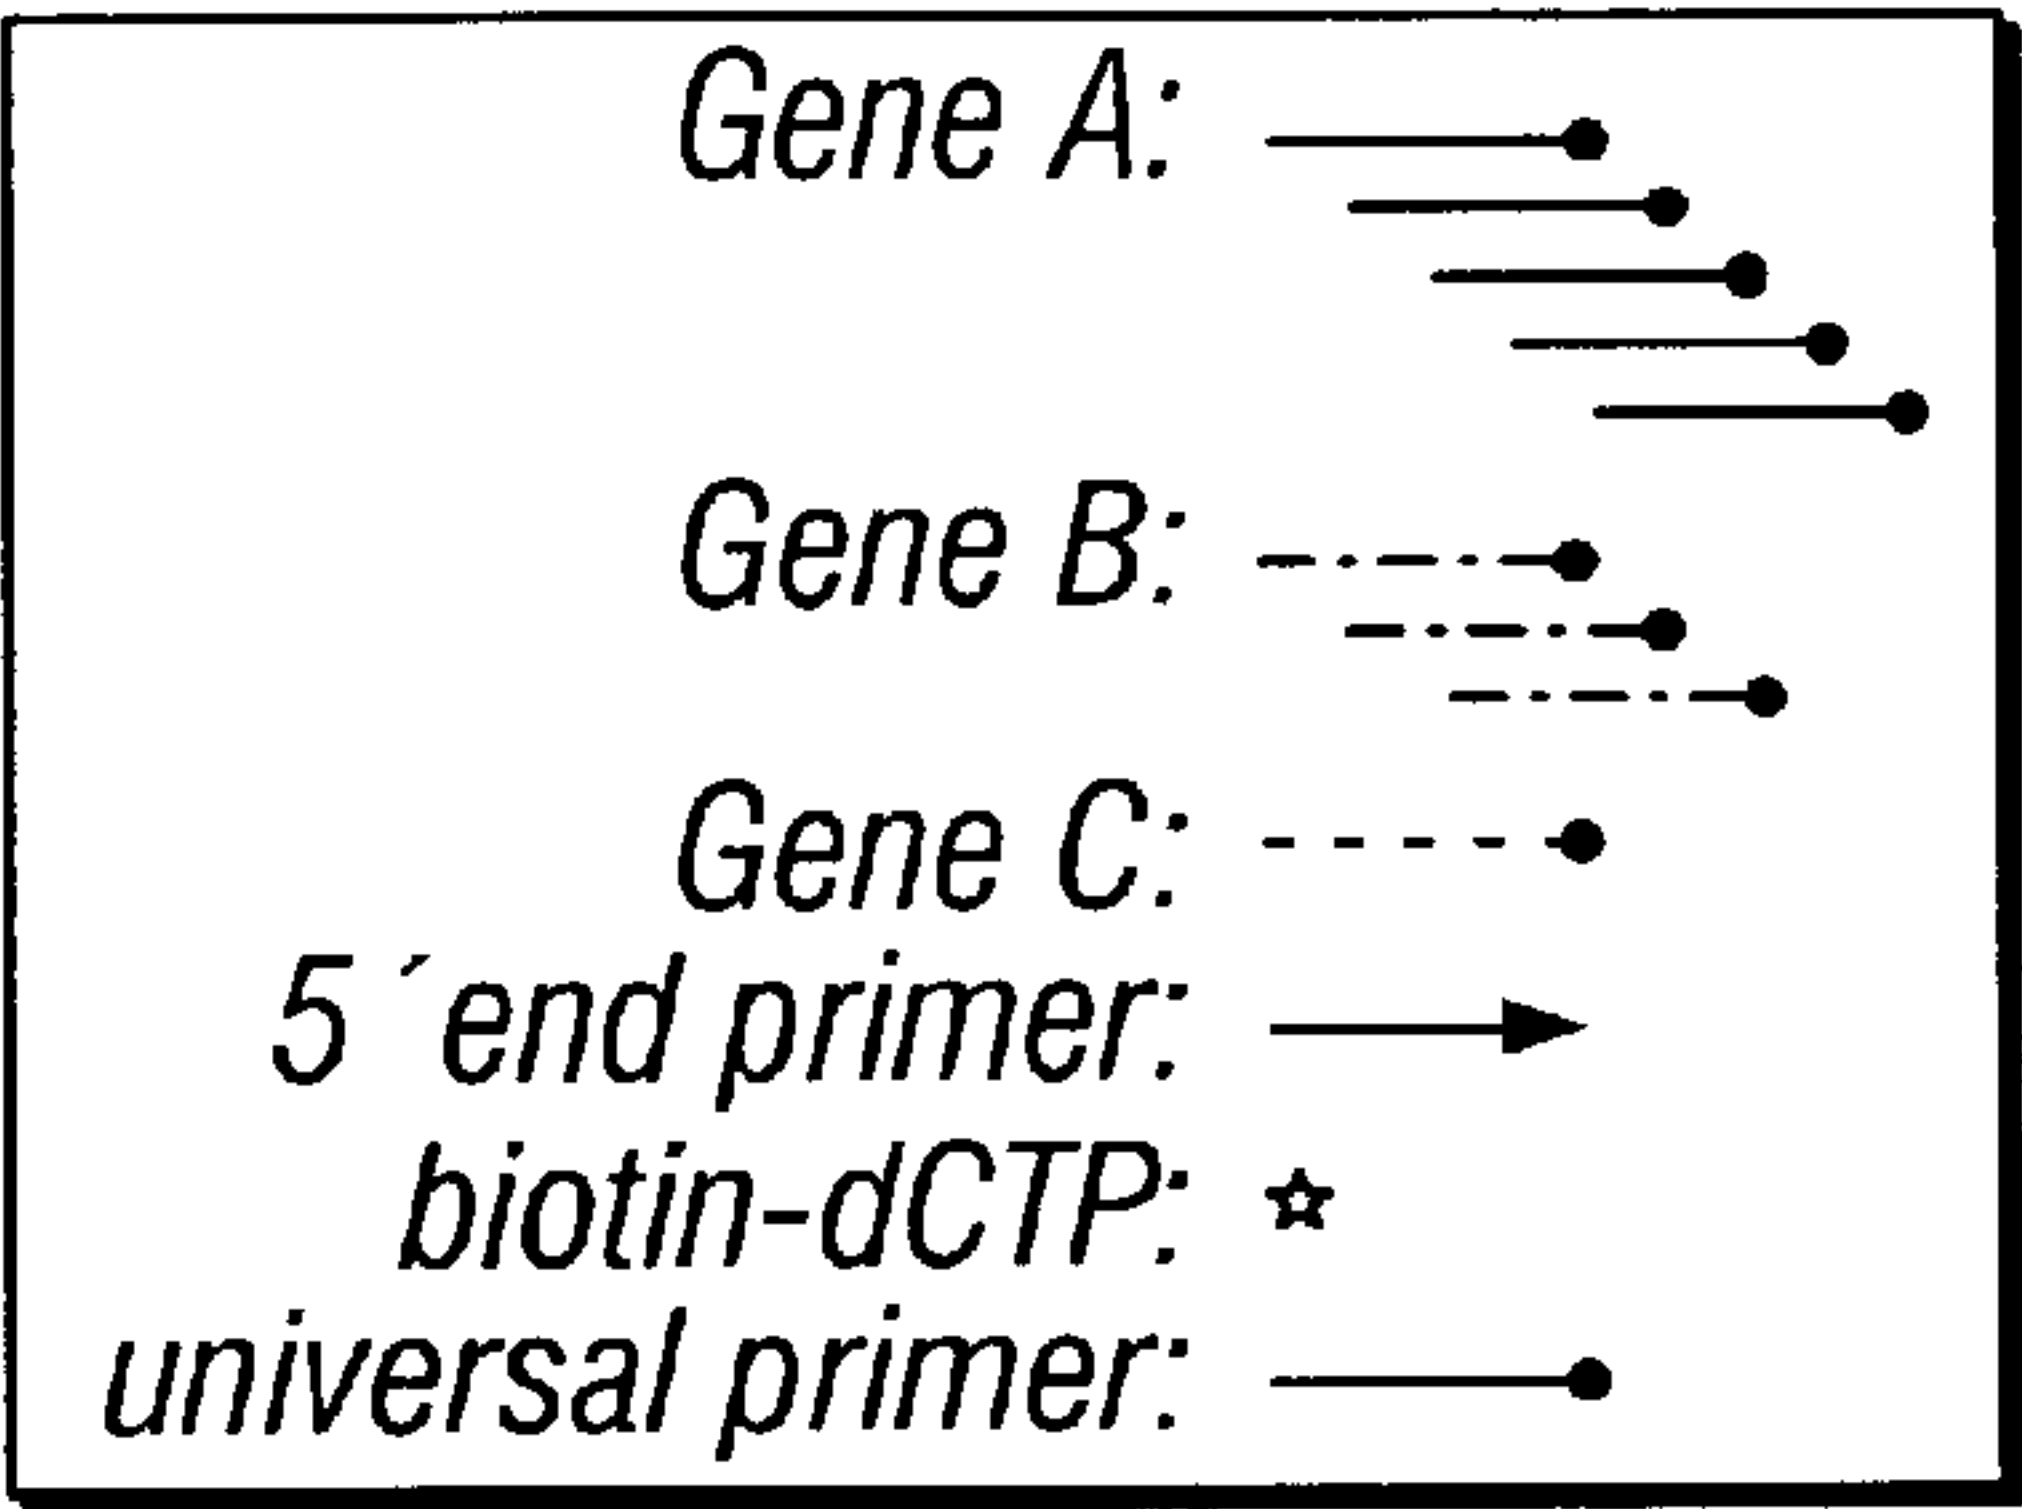 Gene A:
Gene B:
Gene C:
5´end primer:
biotin-dCTP:
universal primer: